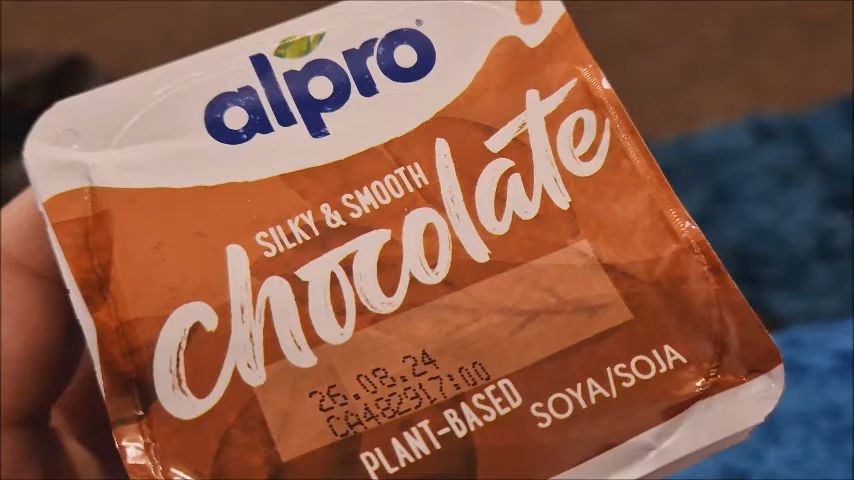 alpro
SILKY & SMOOTH
chocolate
26.08.24
CA482917:00
PLANT-BASED
SOYA/SOJA